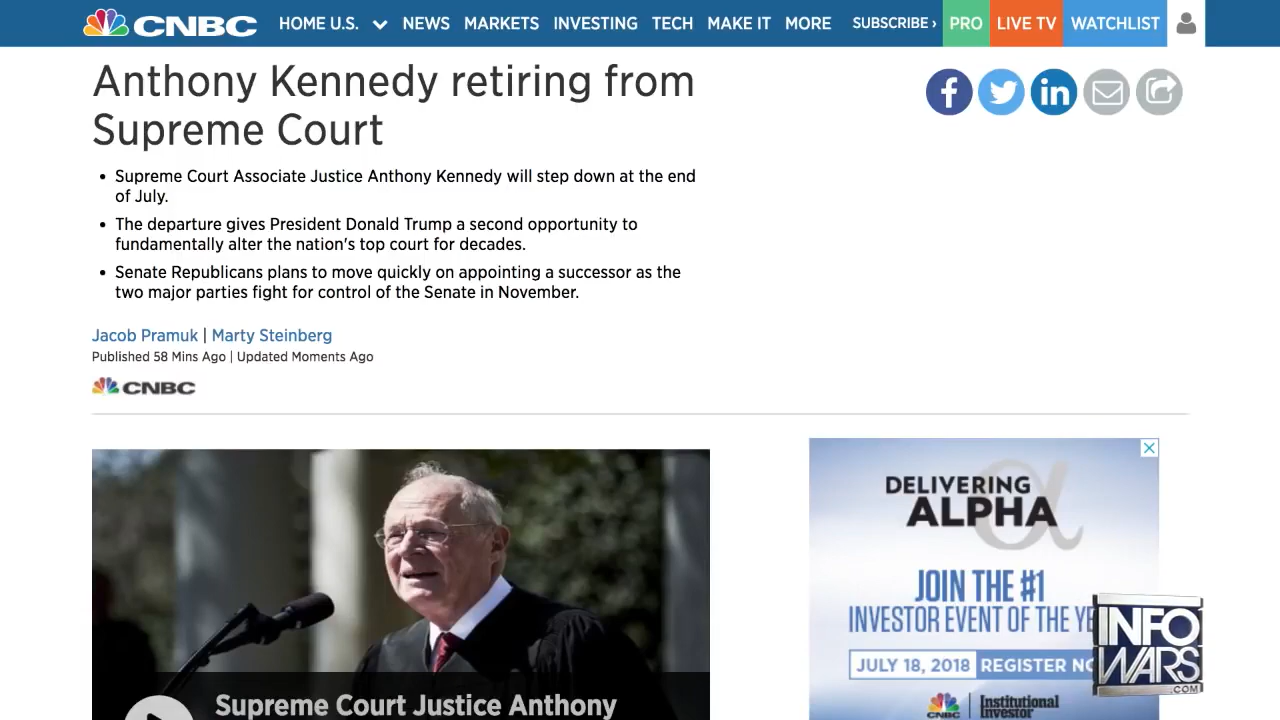 CNBC
HOME U.S.
NEWS
MARKETS
INVESTING
TECH
MAKE IT
MORE
SUBSCRIBE ›
PRO
LIVE TV
WATCHLIST
Anthony Kennedy retiring from
Supreme Court
• Supreme Court Associate Justice Anthony Kennedy will step down at the end
of July.
• The departure gives President Donald Trump a second opportunity to
fundamentally alter the nation's top court for decades.
• Senate Republicans plans to move quickly on appointing a successor as the
two major parties fight for control of the Senate in November.
Jacob Pramuk | Marty Steinberg
Published 58 Mins Ago | Updated Moments Ago
CNBC
Supreme Court Justice Anthony
DELIVERING
ALPHA
JOIN THE #1
INVESTOR EVENT OF THE YE
JULY 18, 2018 REGISTER NO
CNBC Institutional
Investor
INFO
WARS
.COM